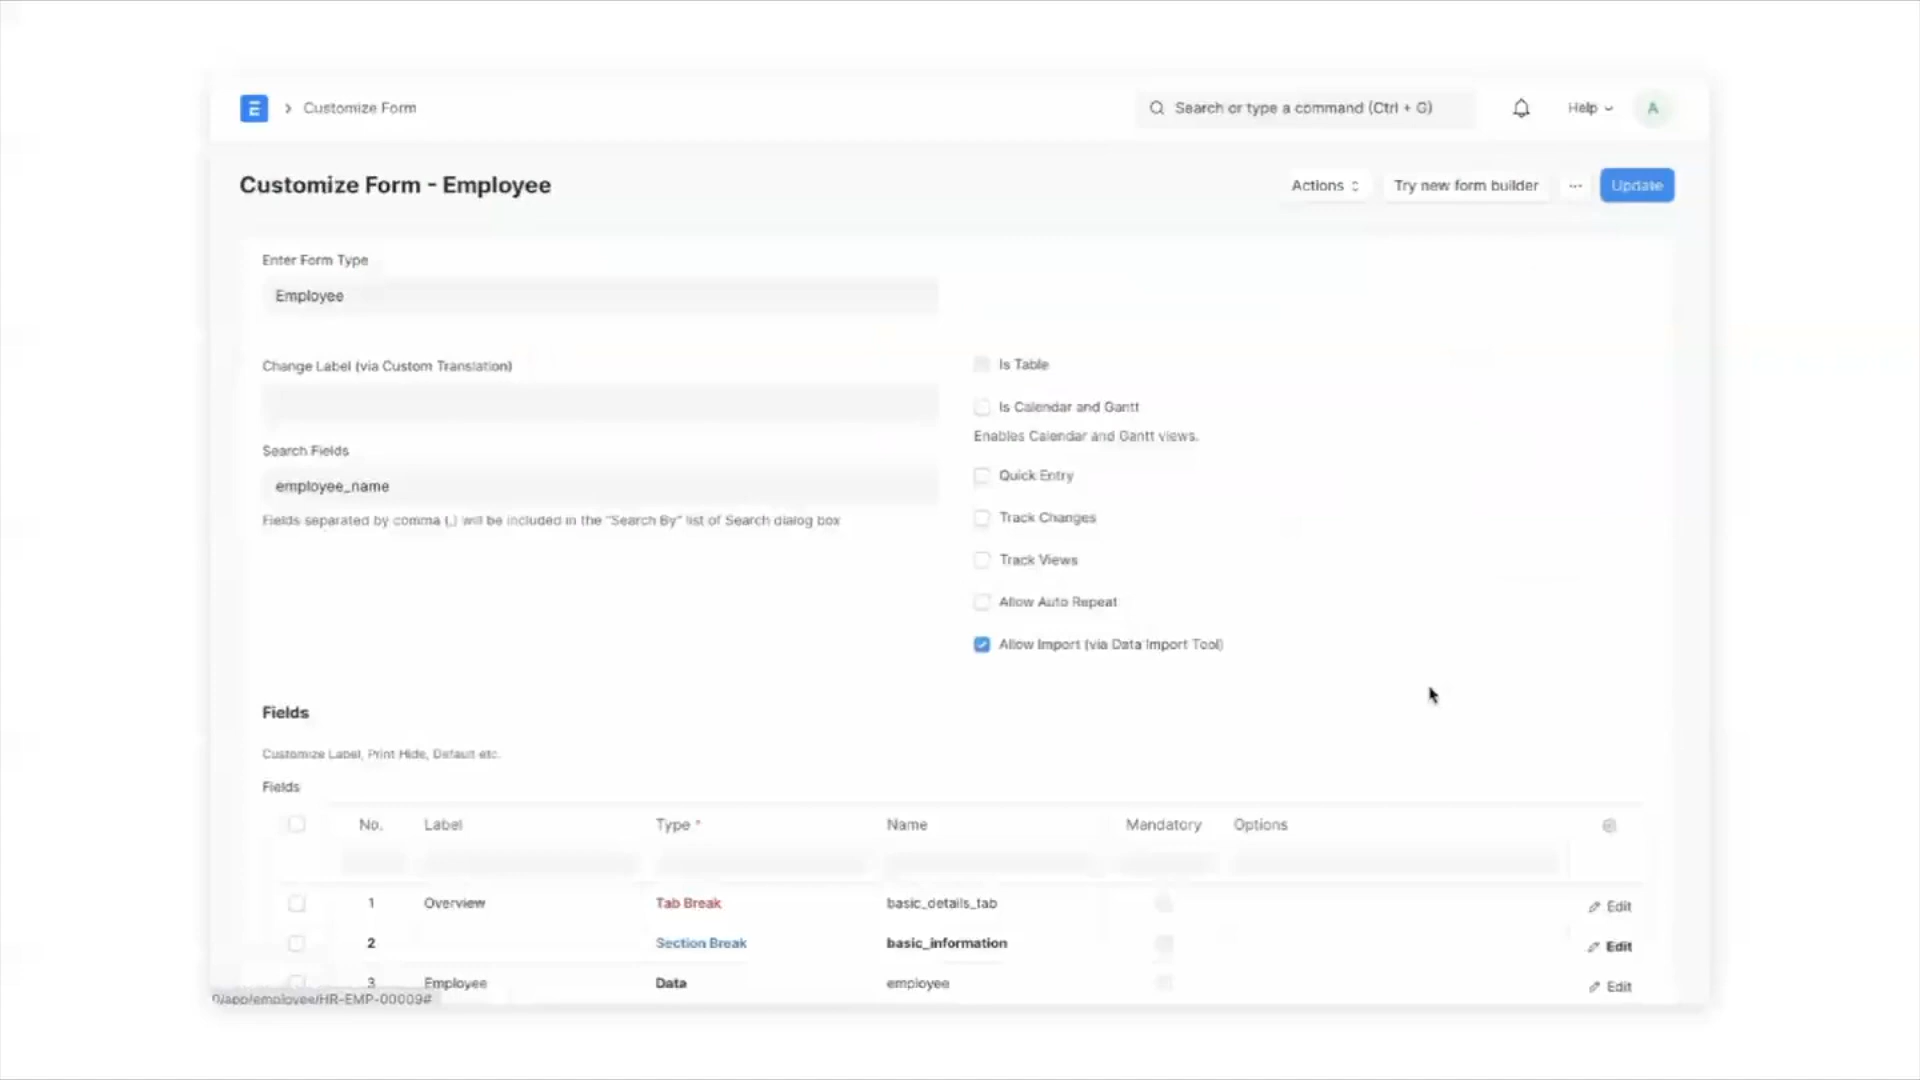 E > Customize Form
Search or type a command (Ctrl + G)
Help
A
Customize Form - Employee
Actions
Try new form builder
...
Update
Enter Form Type
Employee
Change Label (via Custom Translation)
Is Table
Is Calendar and Gantt
Enables Calendar and Gantt views.
Search Fields
employee_name
Fields separated by comma (,) will be included in the "Search By" list of Search dialog box
Quick Entry
Track Changes
Track Views
Allow Auto Repeat
Allow Import (via Data Import Tool)
Fields
Customize Label, Print Hide, Default etc.
Fields
No. Label Type * Name Mandatory Options
1 Overview Tab Break basic_details_tab Edit
2 Section Break basic_information Edit
3 Employee Data employee Edit
/app/employee/HR-EMP-00009#